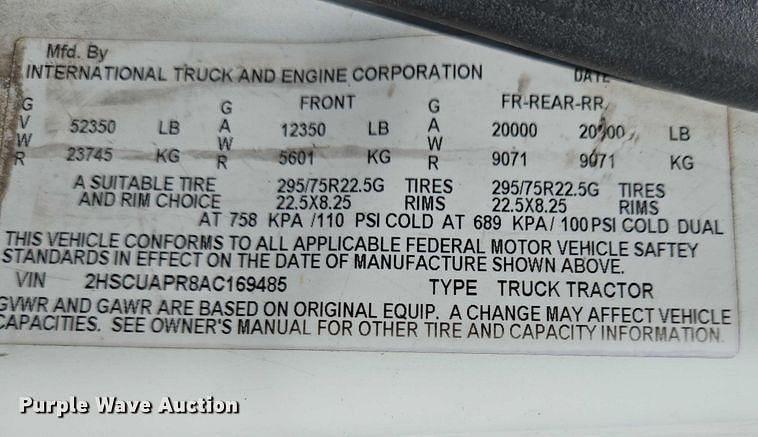 Mfd. By
INTERNATIONAL TRUCK AND ENGINE CORPORATION DATE
GVWR 52350 LB GAWR FRONT 12350 LB GAWR FR-REAR-RR 20000 20000 LB
23745 KG 5601 KG 9071 9071 KG
A SUITABLE TIRE 295/75R22.5G TIRES 295/75R22.5G TIRES
AND RIM CHOICE 22.5X8.25 RIMS 22.5X8.25 RIMS
AT 758 KPA /110 PSI COLD AT 689 KPA/ 100PSI COLD DUAL
THIS VEHICLE CONFORMS TO ALL APPLICABLE FEDERAL MOTOR VEHICLE SAFTEY
STANDARDS IN EFFECT ON THE DATE OF MANUFACTURE SHOWN ABOVE.
VIN 2HSCUAPR8AC169485 TYPE TRUCK TRACTOR
GVWR AND GAWR ARE BASED ON ORIGINAL EQUIP. A CHANGE MAY AFFECT VEHICLE
CAPACITIES. SEE OWNER'S MANUAL FOR OTHER TIRE AND CAPACITY INFORMATION.
Purple Wave Auction